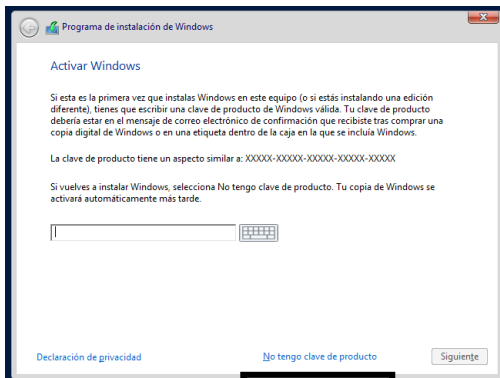 Programa de instalación de Windows
Activar Windows
Si esta es la primera vez que instalas Windows en este equipo (o si estás instalando una edición
diferente), tienes que escribir una clave de producto de Windows válida. Tu clave de producto
debería estar en el mensaje de correo electrónico de confirmación que recibiste tras comprar una
copia digital de Windows o en una etiqueta dentro de la caja en la que se incluía Windows.
La clave de producto tiene un aspecto similar a: XXXXX-XXXXX-XXXXX-XXXXX-XXXXX
Si vuelves a instalar Windows, selecciona No tengo clave de producto. Tu copia de Windows se
activará automáticamente más tarde.
Declaración de privacidad
No tengo clave de producto
Siguiente